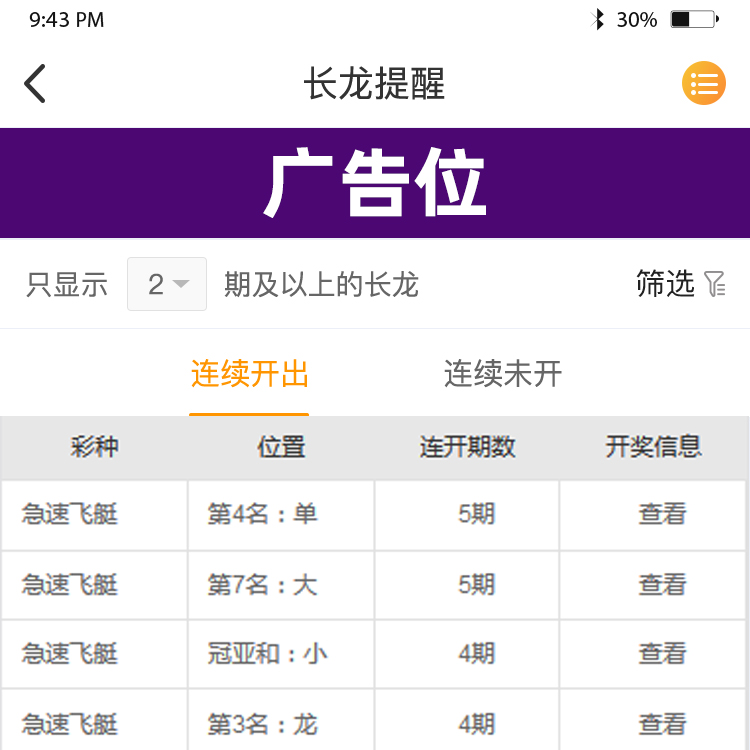 9:43 PM 30%
长龙提醒
广告位
只显示 2 期及以上的长龙 筛选
连续开出 连续未开
彩种 位置 连开期数 开奖信息
急速飞艇 第4名：单 5期 查看
急速飞艇 第7名：大 5期 查看
急速飞艇 冠亚和：小 4期 查看
急速飞艇 第3名：龙 4期 查看